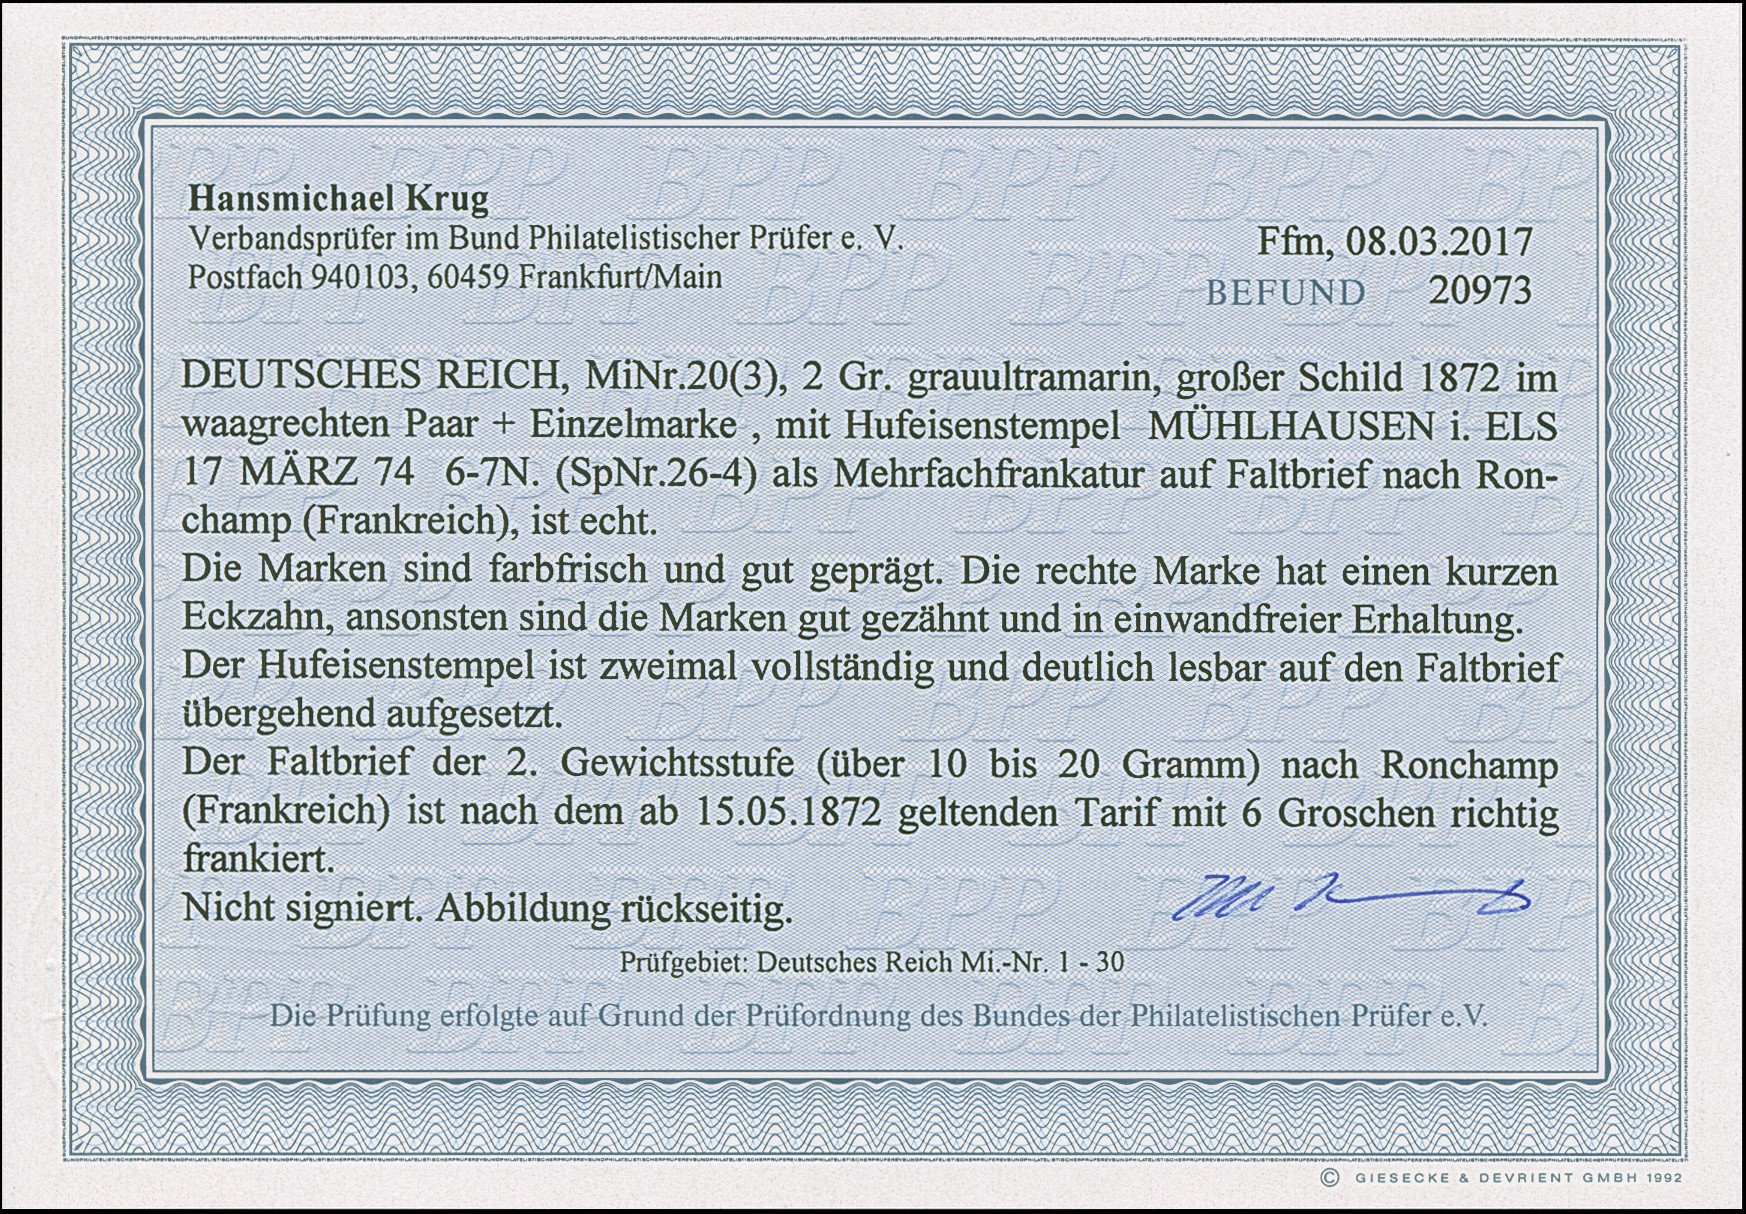 Hansmichael Krug
Verbandsprüfer im Bund Philatelistischer Prüfer e. V.
Postfach 940103, 60459 Frankfurt/Main
Ffm, 08.03.2017
BEFUND 20973
DEUTSCHES REICH, MiNr.20(3), 2 Gr. grauultramarin, großer Schild 1872 im
waagrechten Paar + Einzelmarke , mit Hufeisenstempel MÜHLHAUSEN i. ELS
17 MÄRZ 74 6-7N. (SpNr.26-4) als Mehrfachfrankatur auf Faltbrief nach Ron-
champ (Frankreich), ist echt.
Die Marken sind farbfrisch und gut geprägt. Die rechte Marke hat einen kurzen
Eckzahn, ansonsten sind die Marken gut gezähnt und in einwandfreier Erhaltung.
Der Hufeisenstempel ist zweimal vollständig und deutlich lesbar auf den Faltbrief
übergehend aufgesetzt.
Der Faltbrief der 2. Gewichtsstufe (über 10 bis 20 Gramm) nach Ronchamp
(Frankreich) ist nach dem ab 15.05.1872 geltenden Tarif mit 6 Groschen richtig
frankiert.
Nicht signiert. Abbildung rückseitig.
Prüfgebiet: Deutsches Reich Mi.-Nr. 1 - 30
Die Prüfung erfolgte auf Grund der Prüfordnung des Bundes der Philatelistischen Prüfer e.V.
© GIESECKE & DEVRIENT GMBH 1992